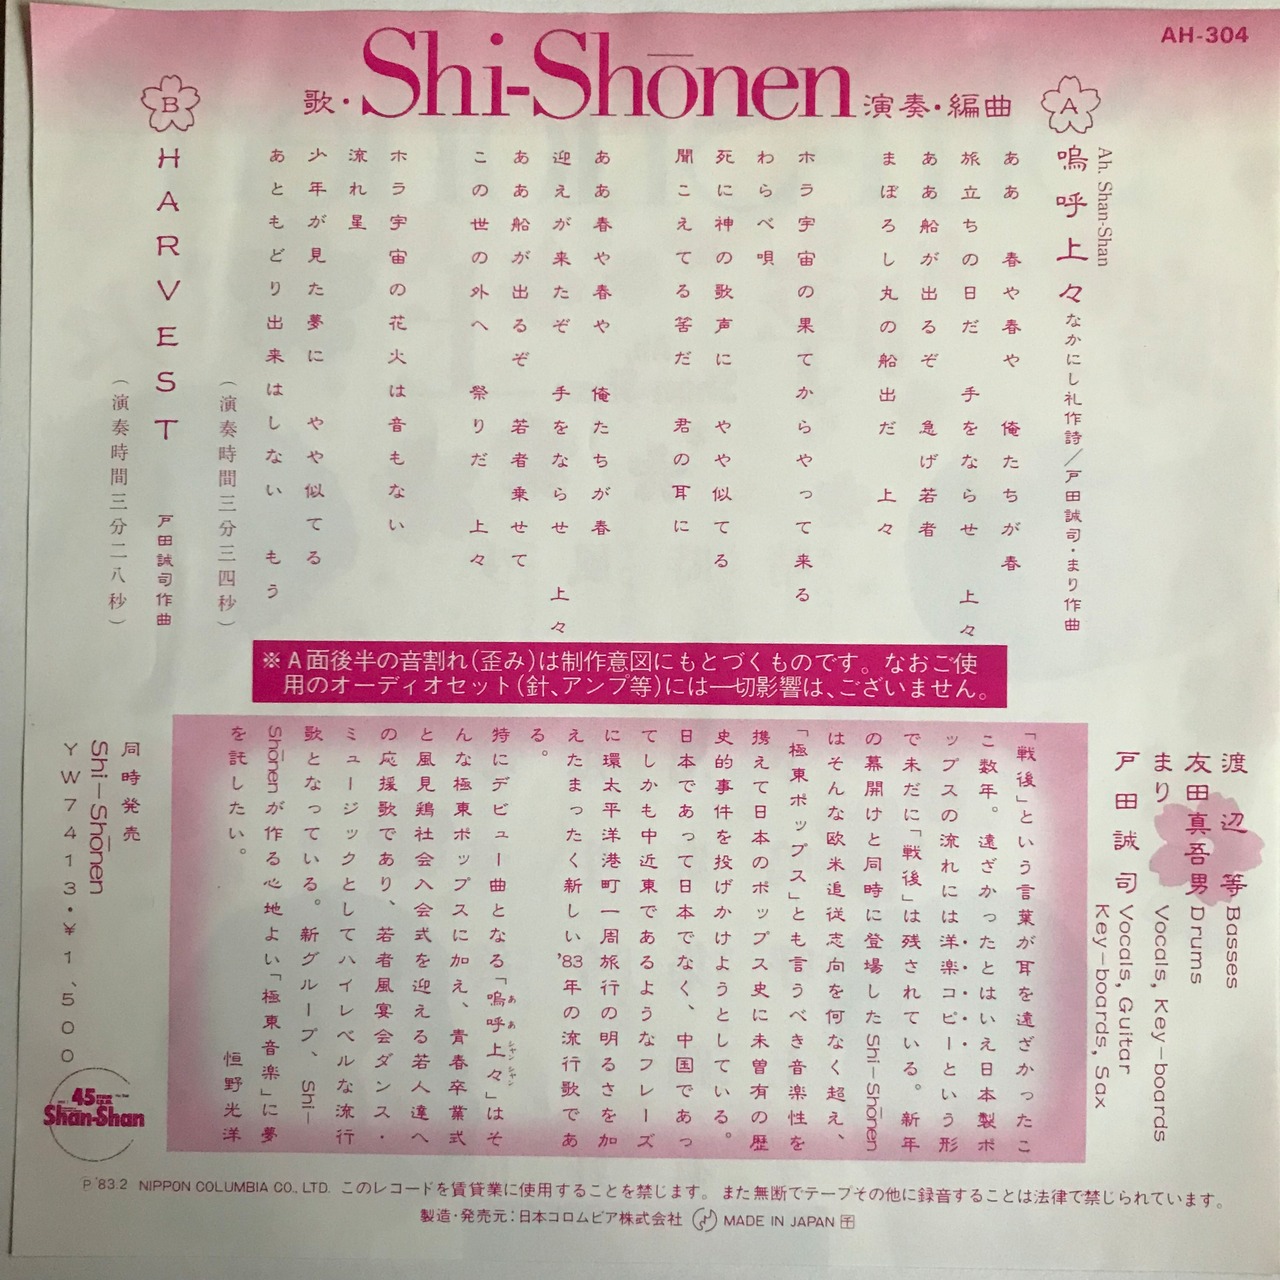 AH-304
歌・Shi-Shōnen演奏・編曲
A
Ah, Shan-Shan
嗚呼上々 なかにし礼作詩／戸田誠司・まり作曲
ああ 春や春や 俺たちが春
旅立ちの日だ 手をならせ 上々
ああ船が出るぞ 急げ若者
まぼろし丸の船出だ 上々
ホラ宇宙の果てからやって来る
わらべ唄
死に神の歌声に やや似てる
聞こえてる筈だ 君の耳に
ああ春や春や 俺たちが春
迎えが来たぞ 手をならせ 上々
ああ船が出るぞ 若者乗せて
この世の外へ 祭りだ 上々
ホラ宇宙の花火は音もない
流れ星
少年が見た夢に やや似てる
あともどり出来はしない もう
（演奏時間三分三四秒）
B
HARVEST 戸田誠司作曲
（演奏時間三分二八秒）
※A面後半の音割れ(歪み)は制作意図にもとづくものです。なおご使
用のオーディオセット(針、アンプ等)には一切影響は、ございません。
渡辺 等 Basses
友田真吾男 Drums
まり Vocals, Key-boards
戸田誠司 Vocals, Guitar
Key-boards, Sax
「戦後」という言葉が耳を遠ざかったこ
こ数年。遠ざかったとはいえ日本製ポ
ップスの流れには洋楽コピーという形
で未だに「戦後」は残されている。新年
の幕開けと同時に登場したShi-Shōnen
はそんな欧米追従志向を何なく超え、
「極東ポップス」とも言うべき音楽性を
携えて日本のポップス史に未曽有の歴
史的事件を投げかけようとしている。
日本であって日本でなく、中国であっ
てしかも中近東であるようなフレーズ
に環太平洋港町一周旅行の明るさを加
えたまったく新しい'83年の流行歌であ
る。
特にデビュー曲となる「嗚呼上々」はそ
ああシャンシャン
んな極東ポップスに加え、青春卒業式
と風見鶏社会入会式を迎える若人達へ
の応援歌であり、若者風宴会ダンス・
ミュージックとしてハイレベルな流行
歌となっている。新グループ、Shi-
Shōnenが作る心地よい「極東音楽」に夢
を託したい。
恒野光洋
同時発売
Shi-Shōnen
YW7413・¥1,500
45
Shan-Shan
P.'83.2 NIPPON COLUMBIA CO., LTD. このレコードを賃貸業に使用することを禁じます。また無断でテープその他に録音することは法律で禁じられています。
製造・発売元：日本コロムビア株式会社 MADE IN JAPAN